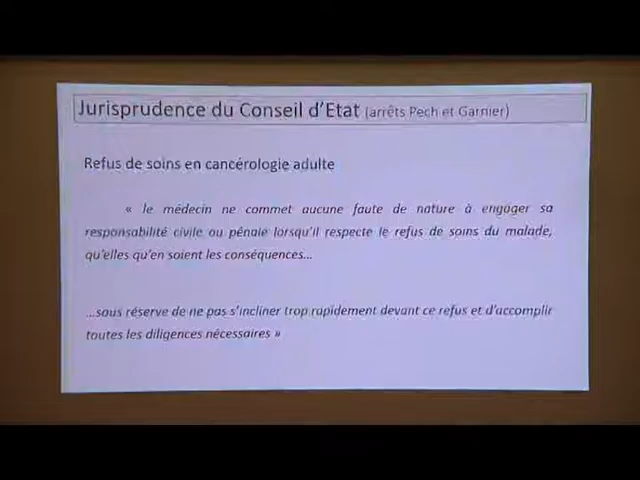 Jurisprudence du Conseil d'Etat (arrêts Pech et Garnier)
Refus de soins en cancérologie adulte
« le médecin ne commet aucune faute de nature à engager sa
responsabilité civile ou pénale lorsqu'il respecte le refus de soins du malade,
qu'elles qu'en soient les conséquences...
...sous réserve de ne pas s'incliner trop rapidement devant ce refus et d'accomplir
toutes les diligences nécessaires »